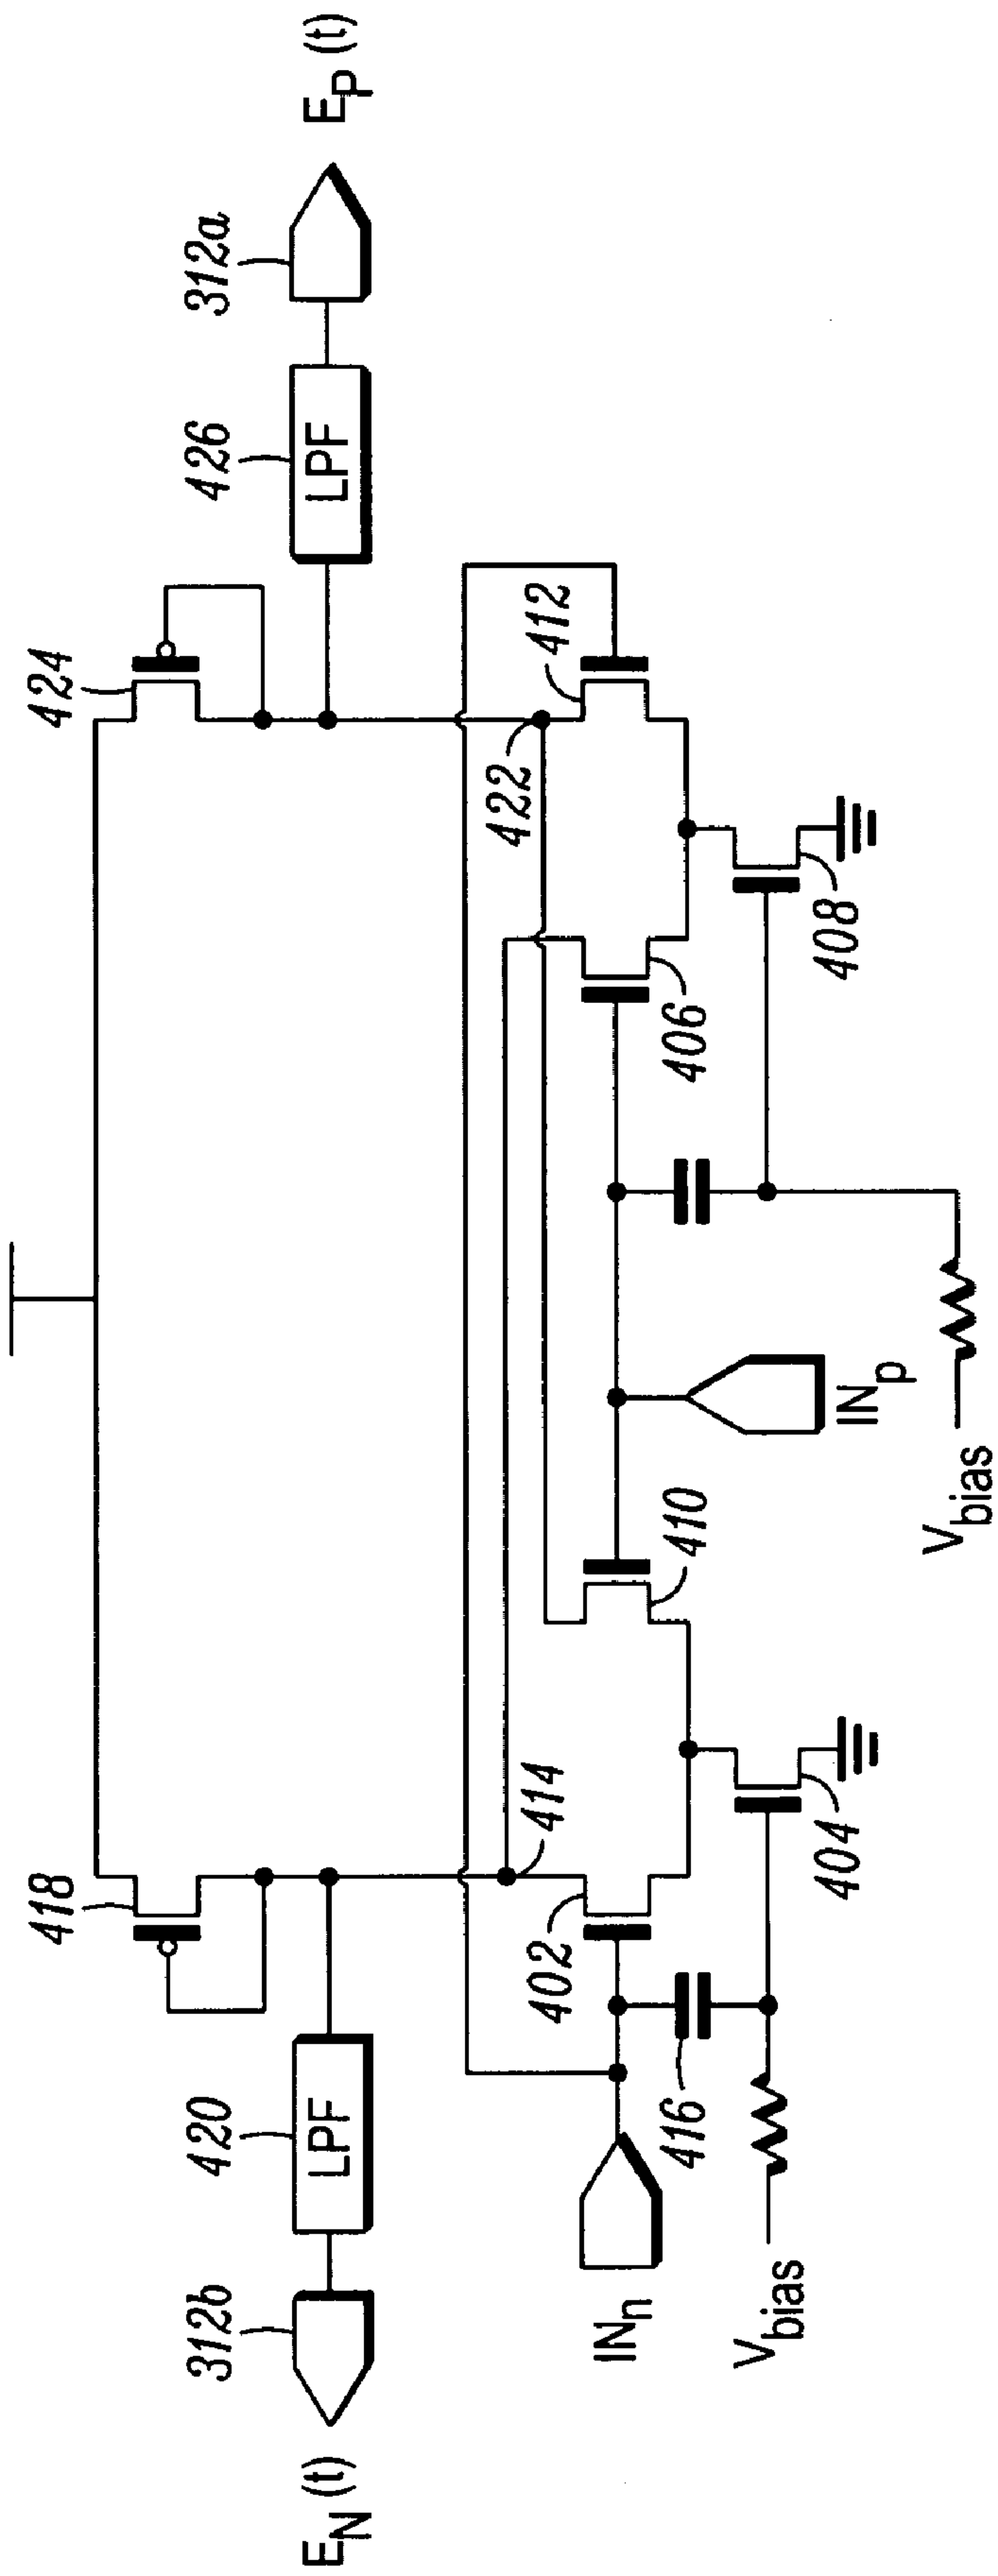 418
424
E_N (t)
312b
420
LPF
426
LPF
312a
E_P (t)
414
422
412
402
410
406
IN_n
416
404
IN_p
408
V_bias
V_bias